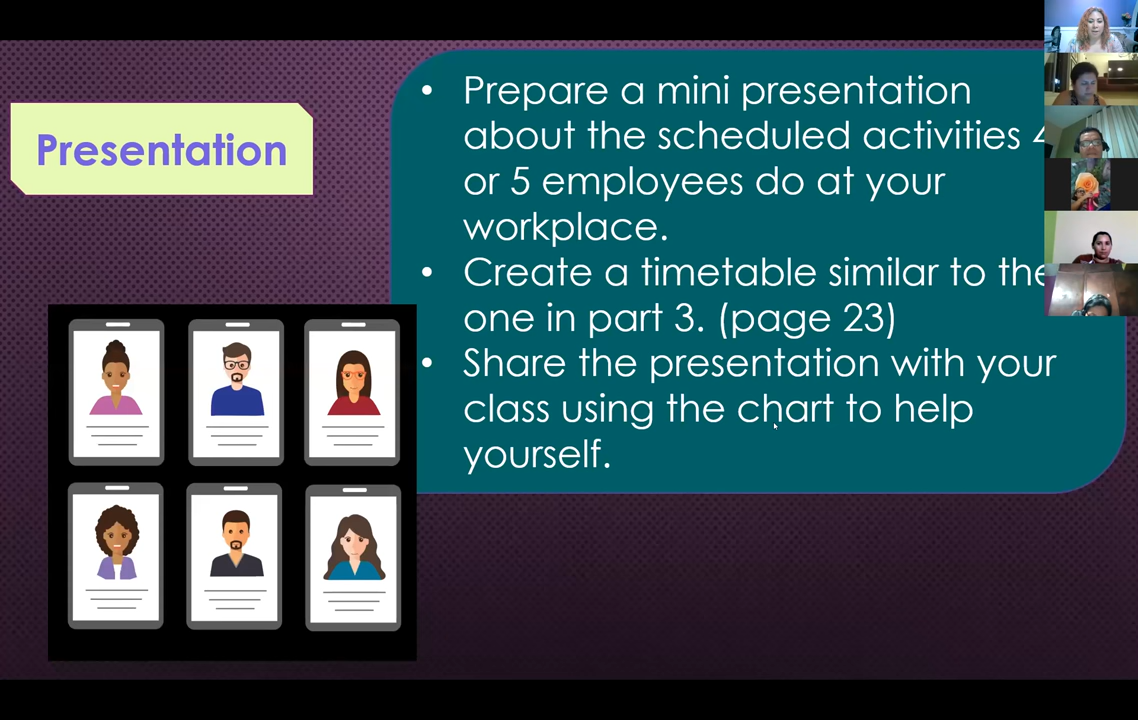 Presentation
• Prepare a mini presentation
about the scheduled activities 4
or 5 employees do at your
workplace.
• Create a timetable similar to the
one in part 3. (page 23)
• Share the presentation with your
class using the chart to help
yourself.